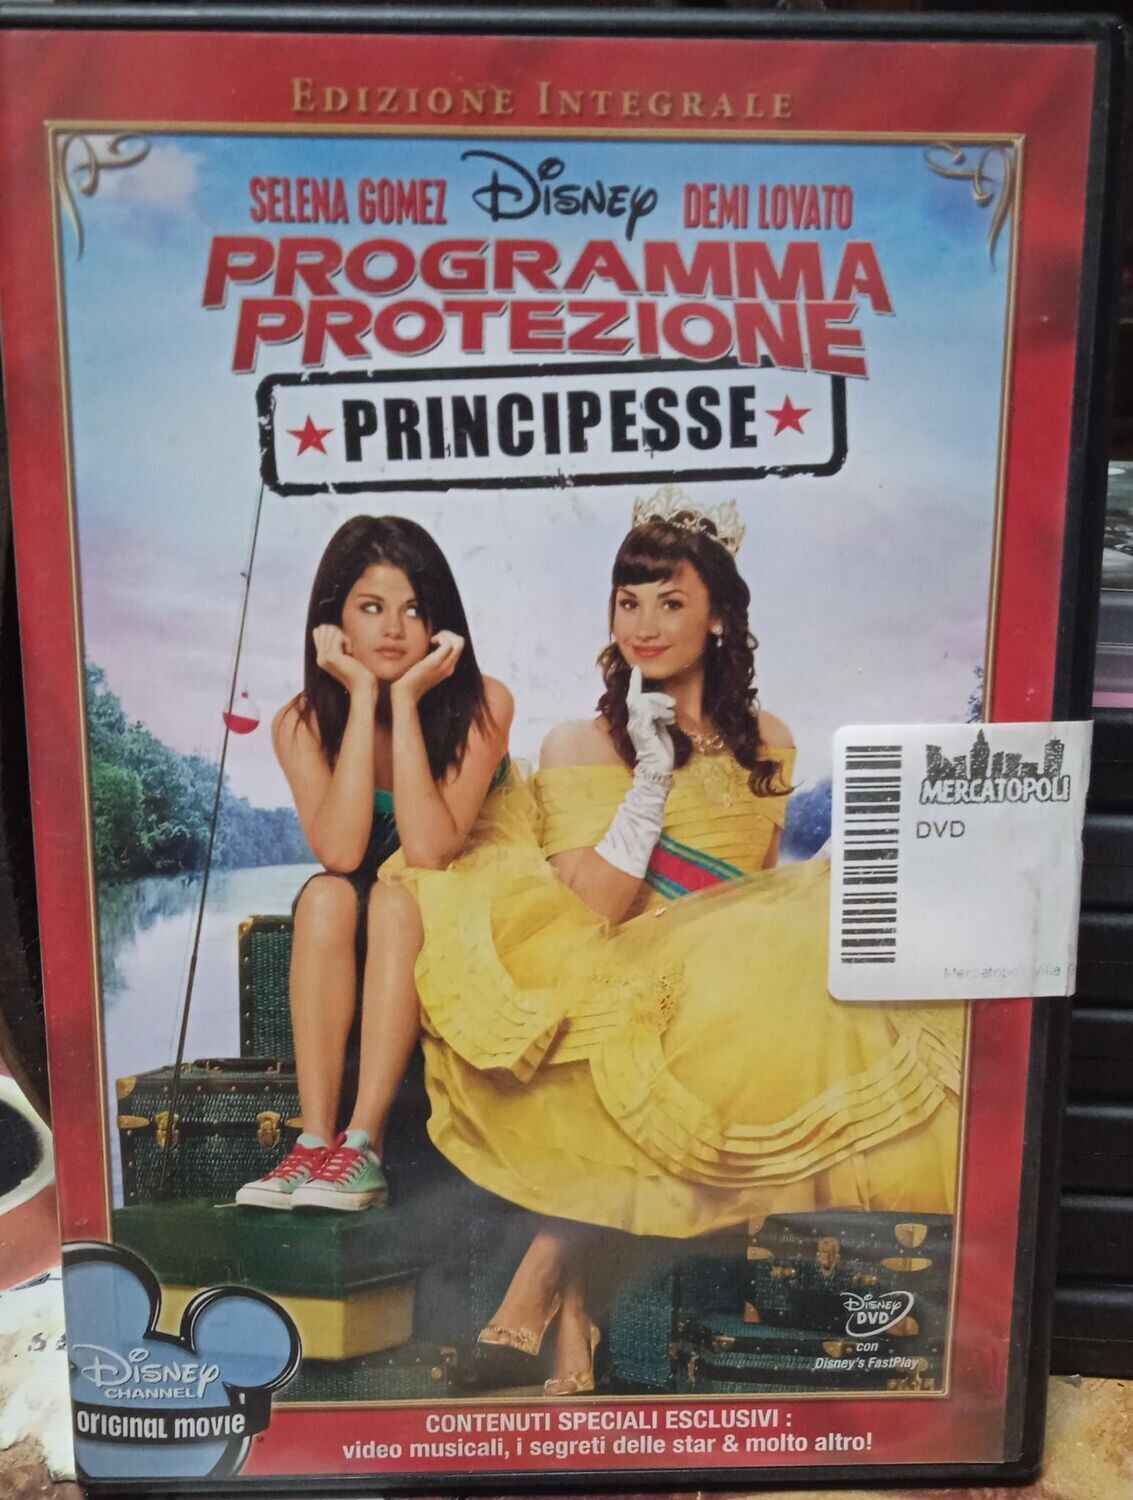 EDIZIONE INTEGRALE
SELENA GOMEZ DISNEY DEMI LOVATO
PROGRAMMA
PROTEZIONE
PRINCIPESSE
MERCATOPOLI
DVD
DISNEY
DVD
con
Disney's FastPlay
DISNEY
CHANNEL
ORIGINAL MOVIE
CONTENUTI SPECIALI ESCLUSIVI :
video musicali, i segreti delle star & molto altro!